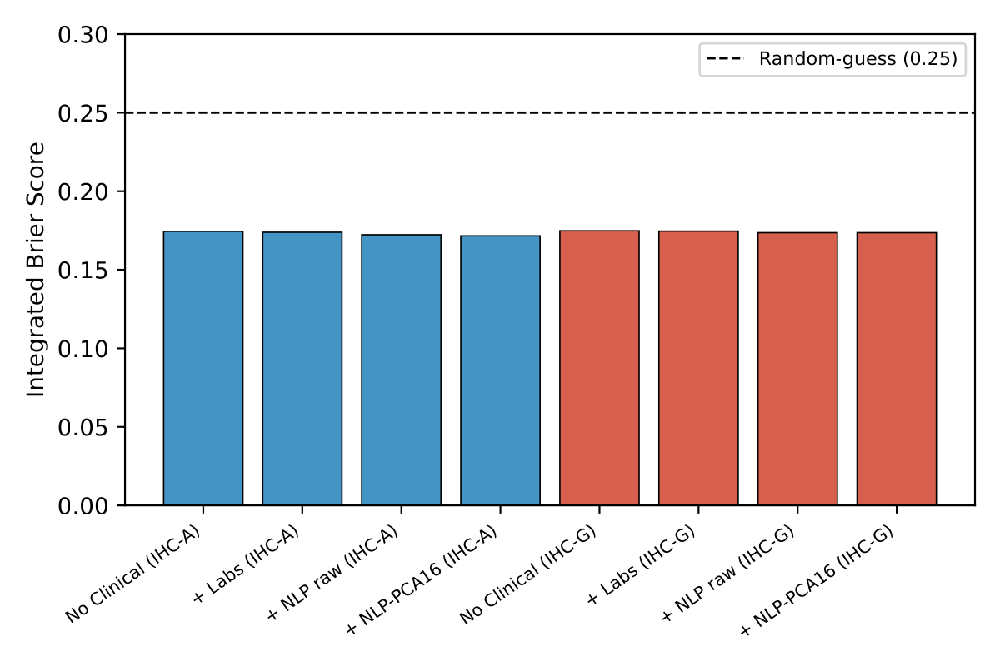 0.30
0.25
0.20
0.15
0.10
0.05
0.00
Integrated Brier Score
Random-guess (0.25)
No Clinical (IHC-A)
+ Labs (IHC-A)
+ NLP raw (IHC-A)
+ NLP-PCA16 (IHC-A)
No Clinical (IHC-G)
+ Labs (IHC-G)
+ NLP raw (IHC-G)
+ NLP-PCA16 (IHC-G)